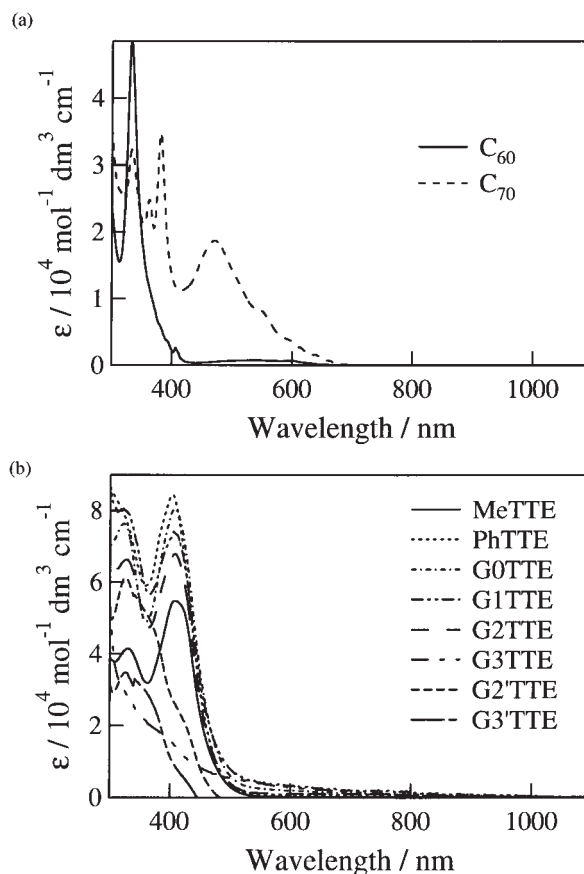 (a)
ε / 10⁴ mol⁻¹ dm³ cm⁻¹
4
3
2
1
0
C₆₀
C₇₀
400 600 800 1000
Wavelength / nm
(b)
ε / 10⁴ mol⁻¹ dm³ cm⁻¹
8
6
4
2
0
MeTTE
PhTTE
G0TTE
G1TTE
G2TTE
G3TTE
G2'TTE
G3'TTE
400 600 800 1000
Wavelength / nm